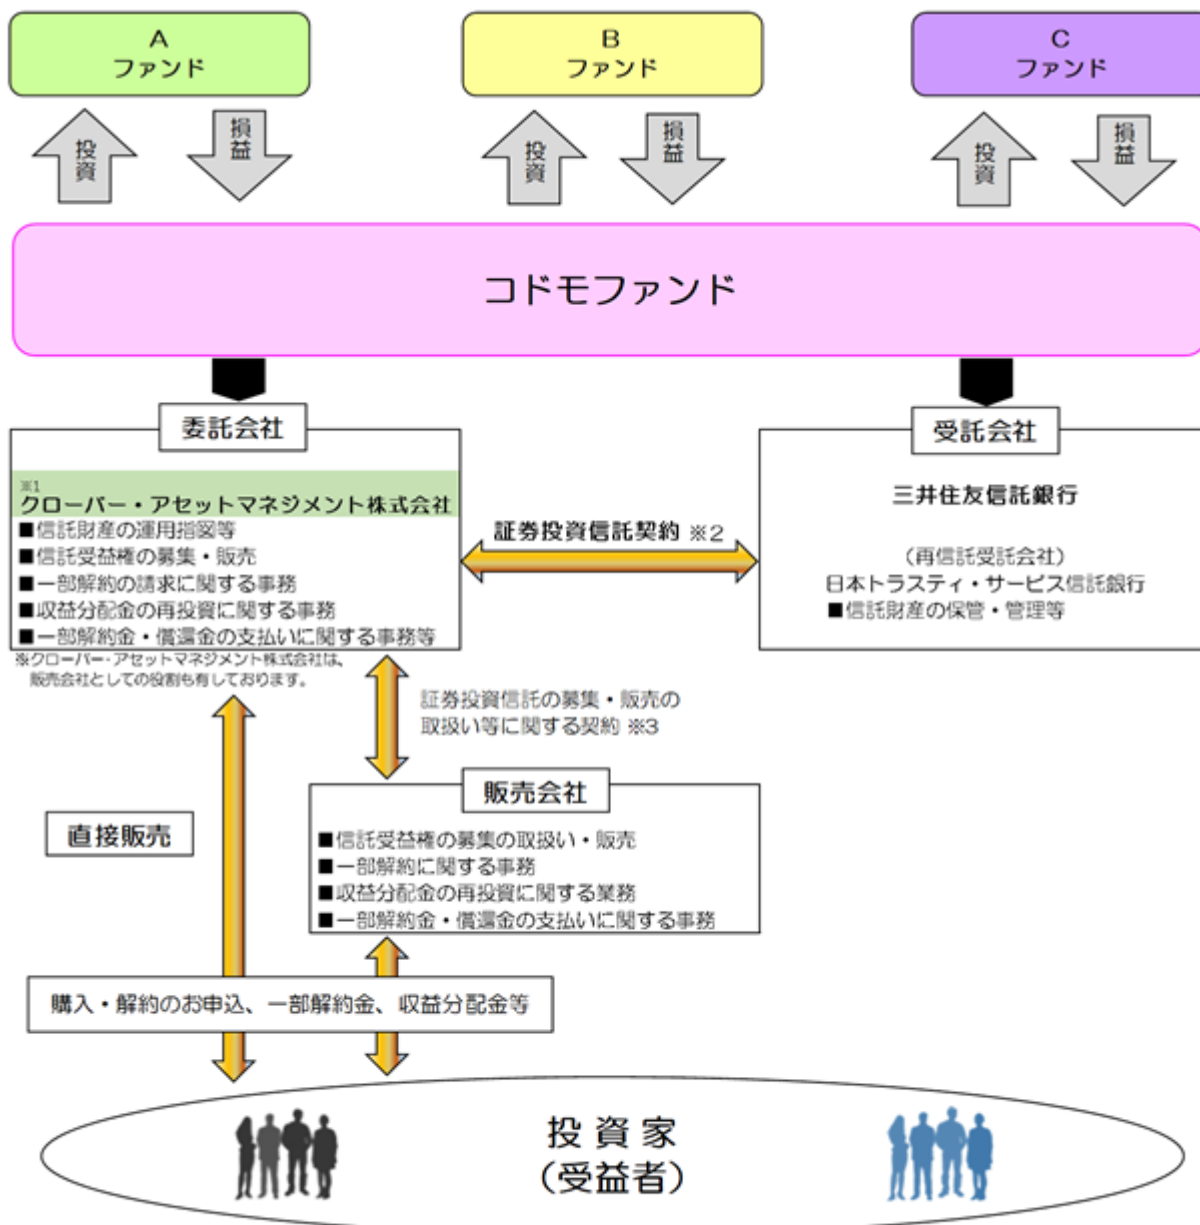 A
ファンド
B
ファンド
C
ファンド
投資
損益
投資
損益
投資
損益
コドモファンド
委託会社
※1
クローバー・アセットマネジメント株式会社
■信託財産の運用指図等
■信託受益権の募集・販売
■一部解約の請求に関する事務
■収益分配金の再投資に関する事務
■一部解約金・償還金の支払いに関する事務等
※クローバー・アセットマネジメント株式会社は、
販売会社としての役割も有しております。
証券投資信託契約 ※2
受託会社
三井住友信託銀行
（再信託受託会社）
日本トラスティ・サービス信託銀行
■信託財産の保管・管理等
証券投資信託の募集・販売の
取扱い等に関する契約 ※3
販売会社
■信託受益権の募集の取扱い・販売
■一部解約に関する事務
■収益分配金の再投資に関する業務
■一部解約金・償還金の支払いに関する事務
直接販売
購入・解約のお申込、一部解約金、収益分配金等
投資家
（受益者）